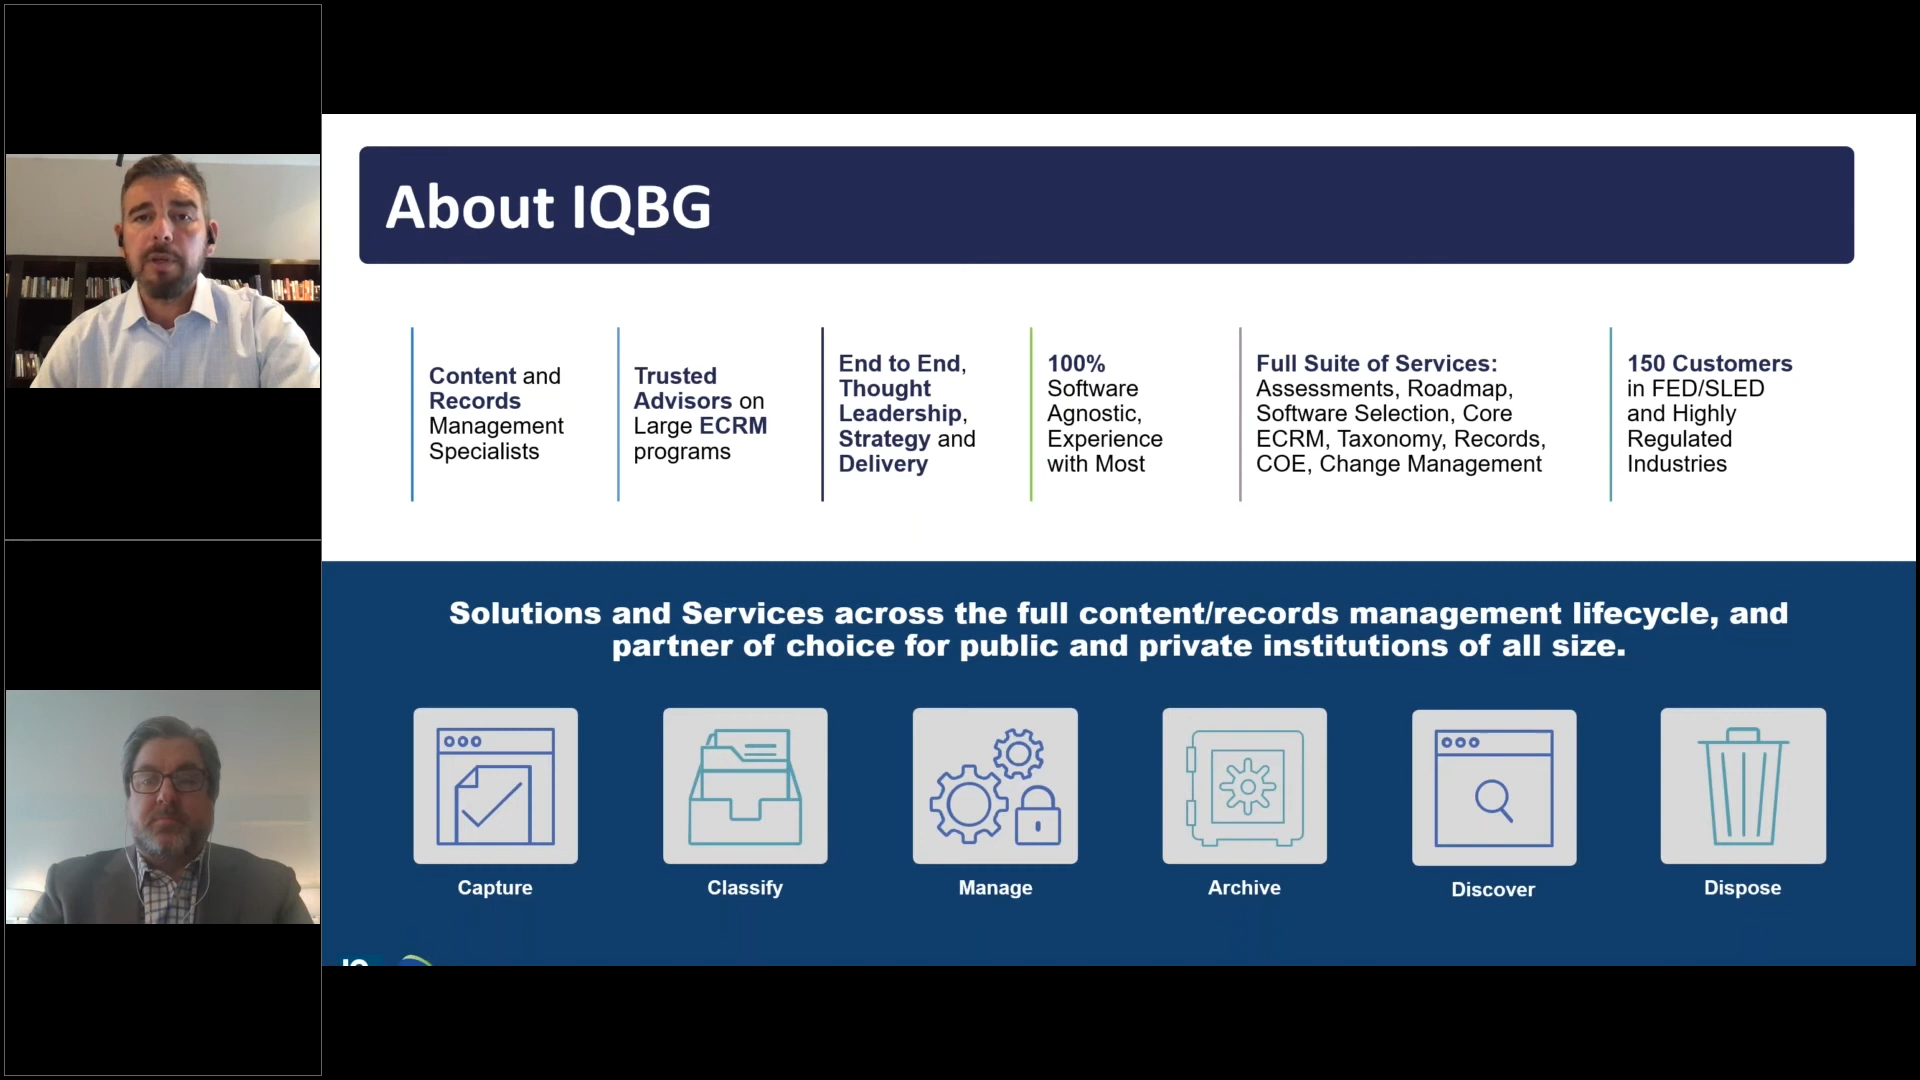 About IQBG
Content and
Records
Management
Specialists
Trusted
Advisors on
Large ECRM
programs
End to End,
Thought
Leadership,
Strategy and
Delivery
100%
Software
Agnostic,
Experience
with Most
Full Suite of Services:
Assessments, Roadmap,
Software Selection, Core
ECRM, Taxonomy, Records,
COE, Change Management
150 Customers
in FED/SLED
and Highly
Regulated
Industries
Solutions and Services across the full content/records management lifecycle, and
partner of choice for public and private institutions of all size.
Capture
Classify
Manage
Archive
Discover
Dispose